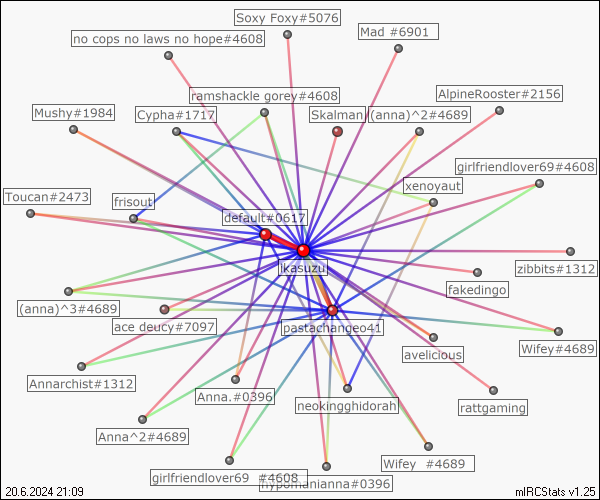 Soxy Foxy#5076
Mad #6901
no cops no laws no hope#4608
ramshackle gorey#4608
AlpineRooster#2156
Mushy#1984
Cypha#1717
Skalman
(anna)^2#4689
girlfriendlover69#4608
xenoyaut
Toucan#2473
frisout
default#0617
ikasuzu
zibbits#1312
fakedingo
(anna)^3#4689
ace deucy#7097
pastachangeo41
Wifey#4689
avelicious
Annarchist#1312
Anna.#0396
neokingghidorah
rattgaming
Anna^2#4689
girlfriendlover69 #4608
Wifey #4689
hypomanianna#0396
20.6.2024 21:09
mIRCStats v1.25